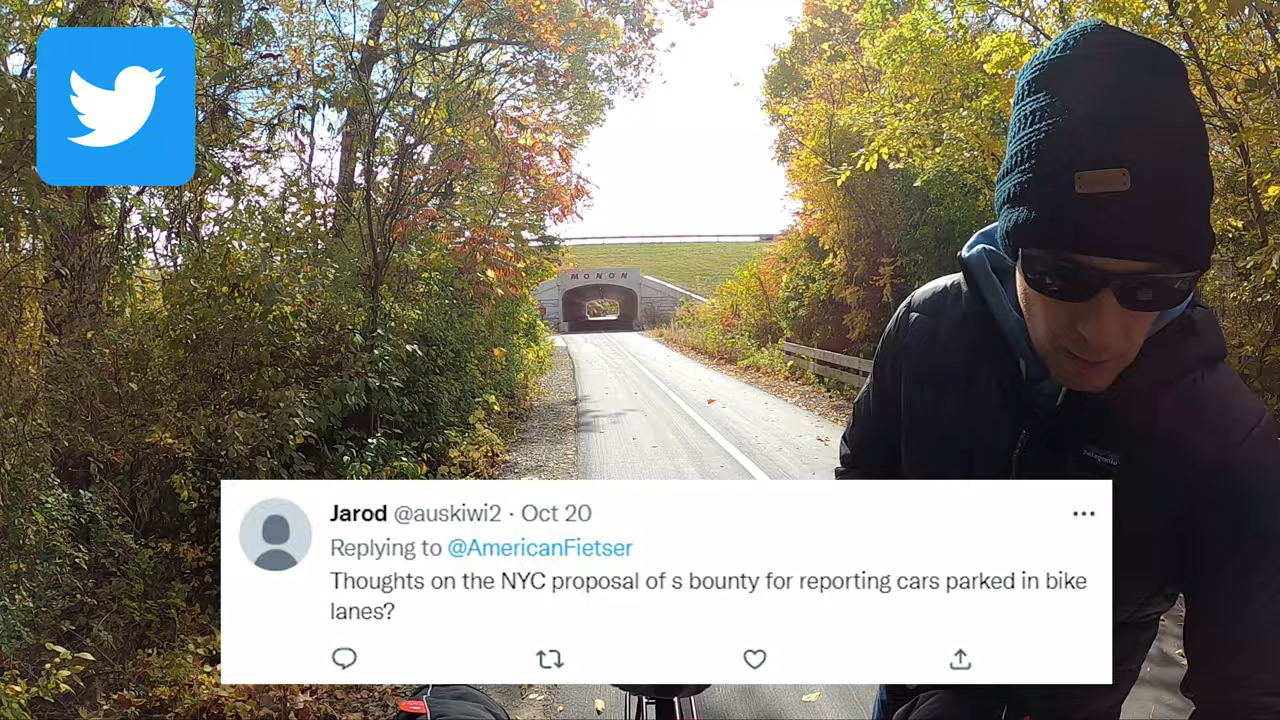 MONON
patagonia
Jarod @auskiwi2 · Oct 20
Replying to @AmericanFietser
Thoughts on the NYC proposal of s bounty for reporting cars parked in bike
lanes?